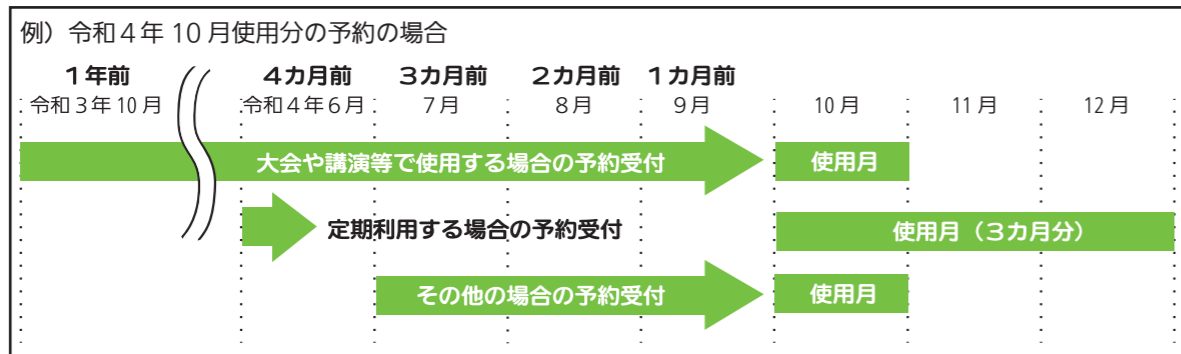 例）令和４年 10 月使用分の予約の場合
１年前 ４カ月前 ３カ月前 ２カ月前 １カ月前
令和３年 10 月 令和４年６月 ７月 ８月 ９月 10 月 11 月 12 月
大会や講演等で使用する場合の予約受付 使用月
定期利用する場合の予約受付 使用月（３カ月分）
その他の場合の予約受付 使用月